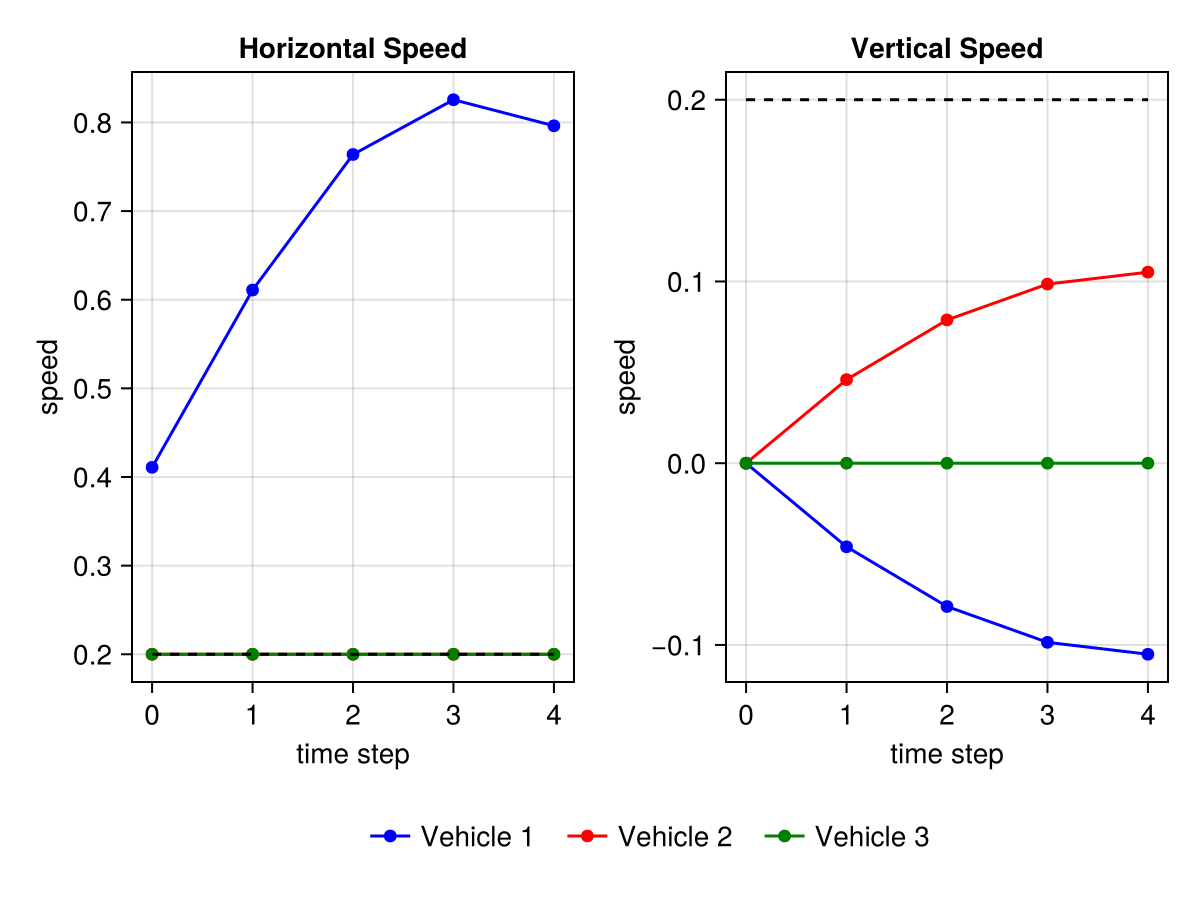 Horizontal Speed
speed
0.8
0.7
0.6
0.5
0.4
0.3
0.2
0 1 2 3 4
time step
Vertical Speed
speed
0.2
0.1
0.0
−0.1
0 1 2 3 4
time step
Vehicle 1 Vehicle 2 Vehicle 3